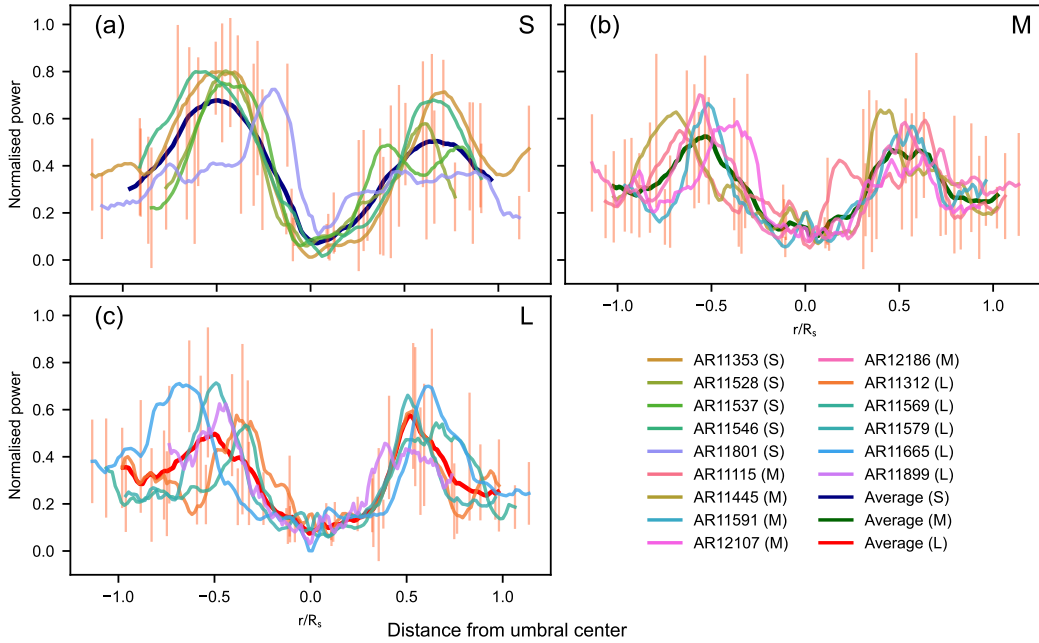 (a)
S
1.0
0.8
0.6
0.4
0.2
0.0
Normalised power
(b)
M
−1.0 −0.5 0.0 0.5 1.0
r/Rs
(c)
L
1.0
0.8
0.6
0.4
0.2
0.0
Normalised power
−1.0 −0.5 0.0 0.5 1.0
r/Rs
Distance from umbral center
AR11353 (S)
AR11528 (S)
AR11537 (S)
AR11546 (S)
AR11801 (S)
AR11115 (M)
AR11445 (M)
AR11591 (M)
AR12107 (M)
AR12186 (M)
AR11312 (L)
AR11569 (L)
AR11579 (L)
AR11665 (L)
AR11899 (L)
Average (S)
Average (M)
Average (L)